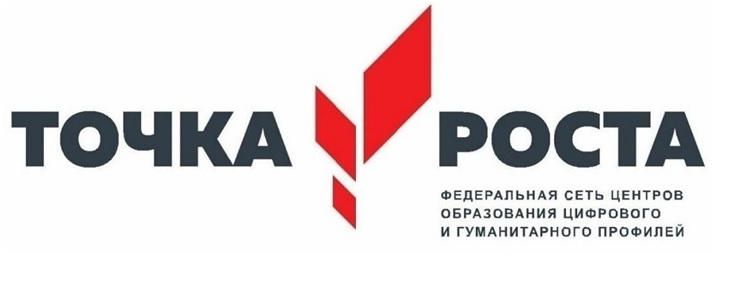 ТОЧКА РОСТА
ФЕДЕРАЛЬНАЯ СЕТЬ ЦЕНТРОВ
ОБРАЗОВАНИЯ ЦИФРОВОГО
И ГУМАНИТАРНОГО ПРОФИЛЕЙ